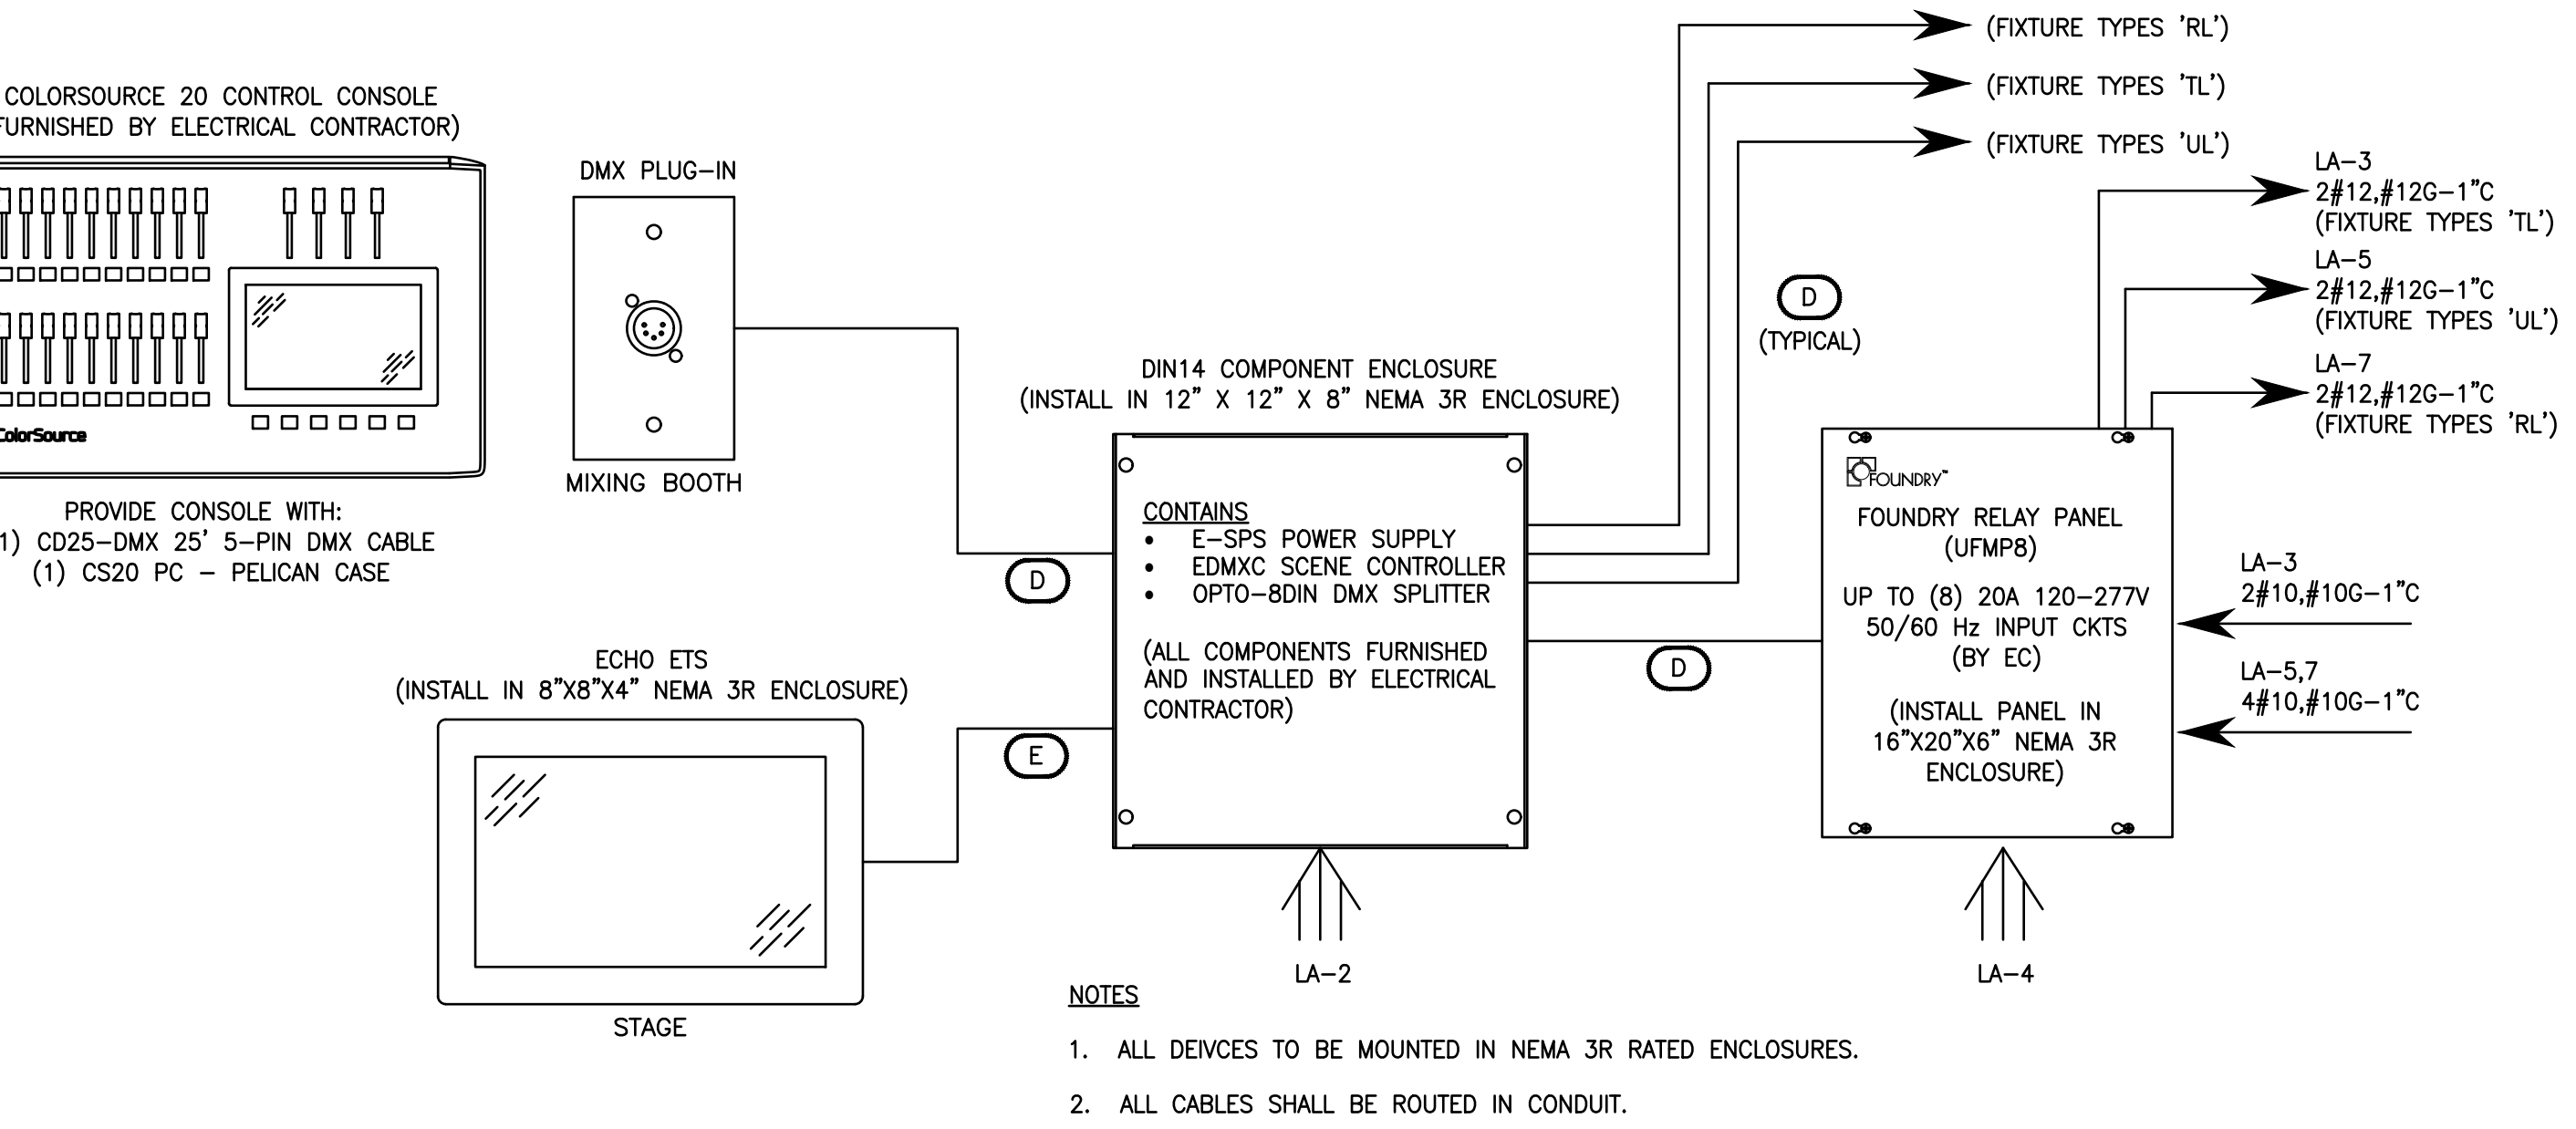 COLORSOURCE 20 CONTROL CONSOLE
FURNISHED BY ELECTRICAL CONTRACTOR)
ColorSource
PROVIDE CONSOLE WITH:
1) CD25-DMX 25' 5-PIN DMX CABLE
(1) CS20 PC - PELICAN CASE
DMX PLUG-IN
MIXING BOOTH
ECHO ETS
(INSTALL IN 8"X8"X4" NEMA 3R ENCLOSURE)
STAGE
D
E
DIN14 COMPONENT ENCLOSURE
(INSTALL IN 12" X 12" X 8" NEMA 3R ENCLOSURE)
CONTAINS
• E-SPS POWER SUPPLY
• EDMXC SCENE CONTROLLER
• OPTO-8DIN DMX SPLITTER
(ALL COMPONENTS FURNISHED
AND INSTALLED BY ELECTRICAL
CONTRACTOR)
LA-2
(FIXTURE TYPES 'RL')
(FIXTURE TYPES 'TL')
(FIXTURE TYPES 'UL')
D
(TYPICAL)
D
LA-3
2#12,#12G-1"C
(FIXTURE TYPES 'TL')
LA-5
2#12,#12G-1"C
(FIXTURE TYPES 'UL')
LA-7
2#12,#12G-1"C
(FIXTURE TYPES 'RL')
FOUNDRY™
FOUNDRY RELAY PANEL
(UFMP8)
UP TO (8) 20A 120-277V
50/60 Hz INPUT CKTS
(BY EC)
(INSTALL PANEL IN
16"X20"X6" NEMA 3R
ENCLOSURE)
LA-3
2#10,#10G-1"C
LA-5,7
4#10,#10G-1"C
LA-4
NOTES
1. ALL DEIVCES TO BE MOUNTED IN NEMA 3R RATED ENCLOSURES.
2. ALL CABLES SHALL BE ROUTED IN CONDUIT.